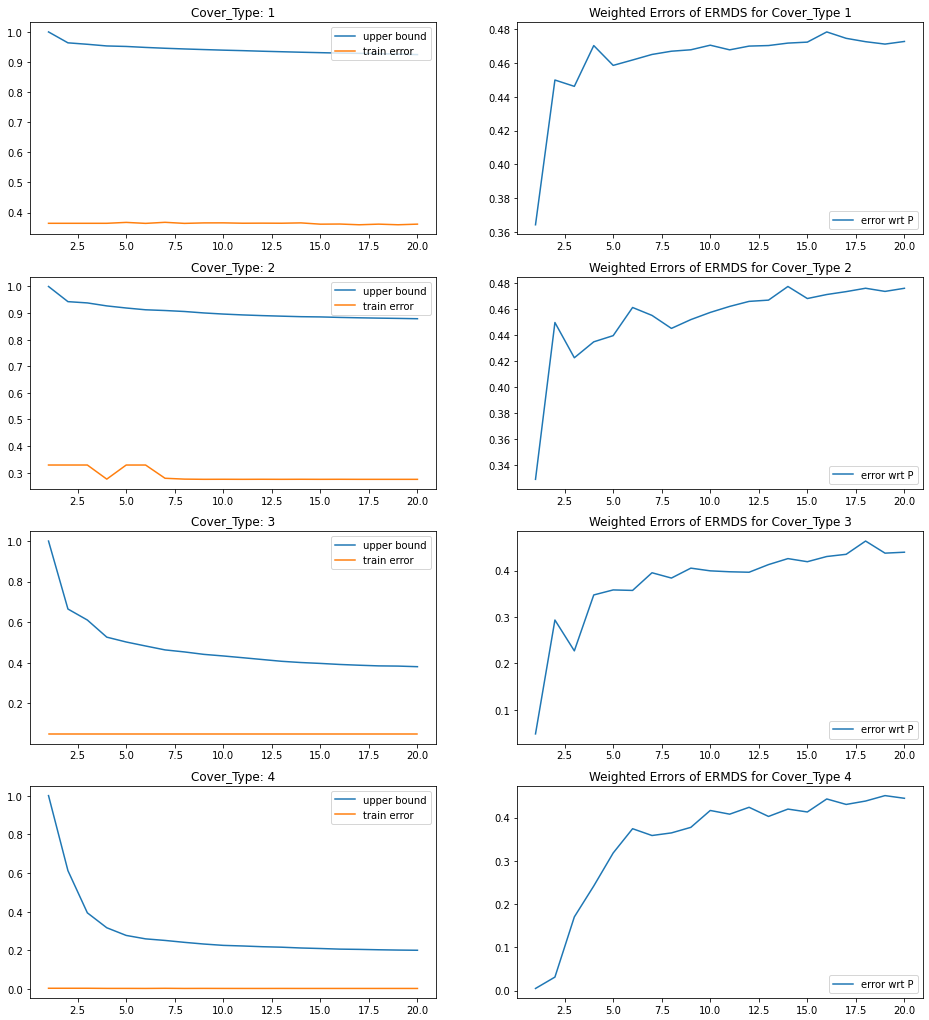 Cover_Type: 1
1.0
0.9
0.8
0.7
0.6
0.5
0.4
upper bound
train error
2.5 5.0 7.5 10.0 12.5 15.0 17.5 20.0
Weighted Errors of ERMDS for Cover_Type 1
0.48
0.46
0.44
0.42
0.40
0.38
0.36
error wrt P
2.5 5.0 7.5 10.0 12.5 15.0 17.5 20.0
Cover_Type: 2
1.0
0.9
0.8
0.7
0.6
0.5
0.4
0.3
upper bound
train error
2.5 5.0 7.5 10.0 12.5 15.0 17.5 20.0
Weighted Errors of ERMDS for Cover_Type 2
0.48
0.46
0.44
0.42
0.40
0.38
0.36
0.34
error wrt P
2.5 5.0 7.5 10.0 12.5 15.0 17.5 20.0
Cover_Type: 3
1.0
0.8
0.6
0.4
0.2
upper bound
train error
2.5 5.0 7.5 10.0 12.5 15.0 17.5 20.0
Weighted Errors of ERMDS for Cover_Type 3
0.4
0.3
0.2
0.1
error wrt P
2.5 5.0 7.5 10.0 12.5 15.0 17.5 20.0
Cover_Type: 4
1.0
0.8
0.6
0.4
0.2
0.0
upper bound
train error
2.5 5.0 7.5 10.0 12.5 15.0 17.5 20.0
Weighted Errors of ERMDS for Cover_Type 4
0.4
0.3
0.2
0.1
0.0
error wrt P
2.5 5.0 7.5 10.0 12.5 15.0 17.5 20.0